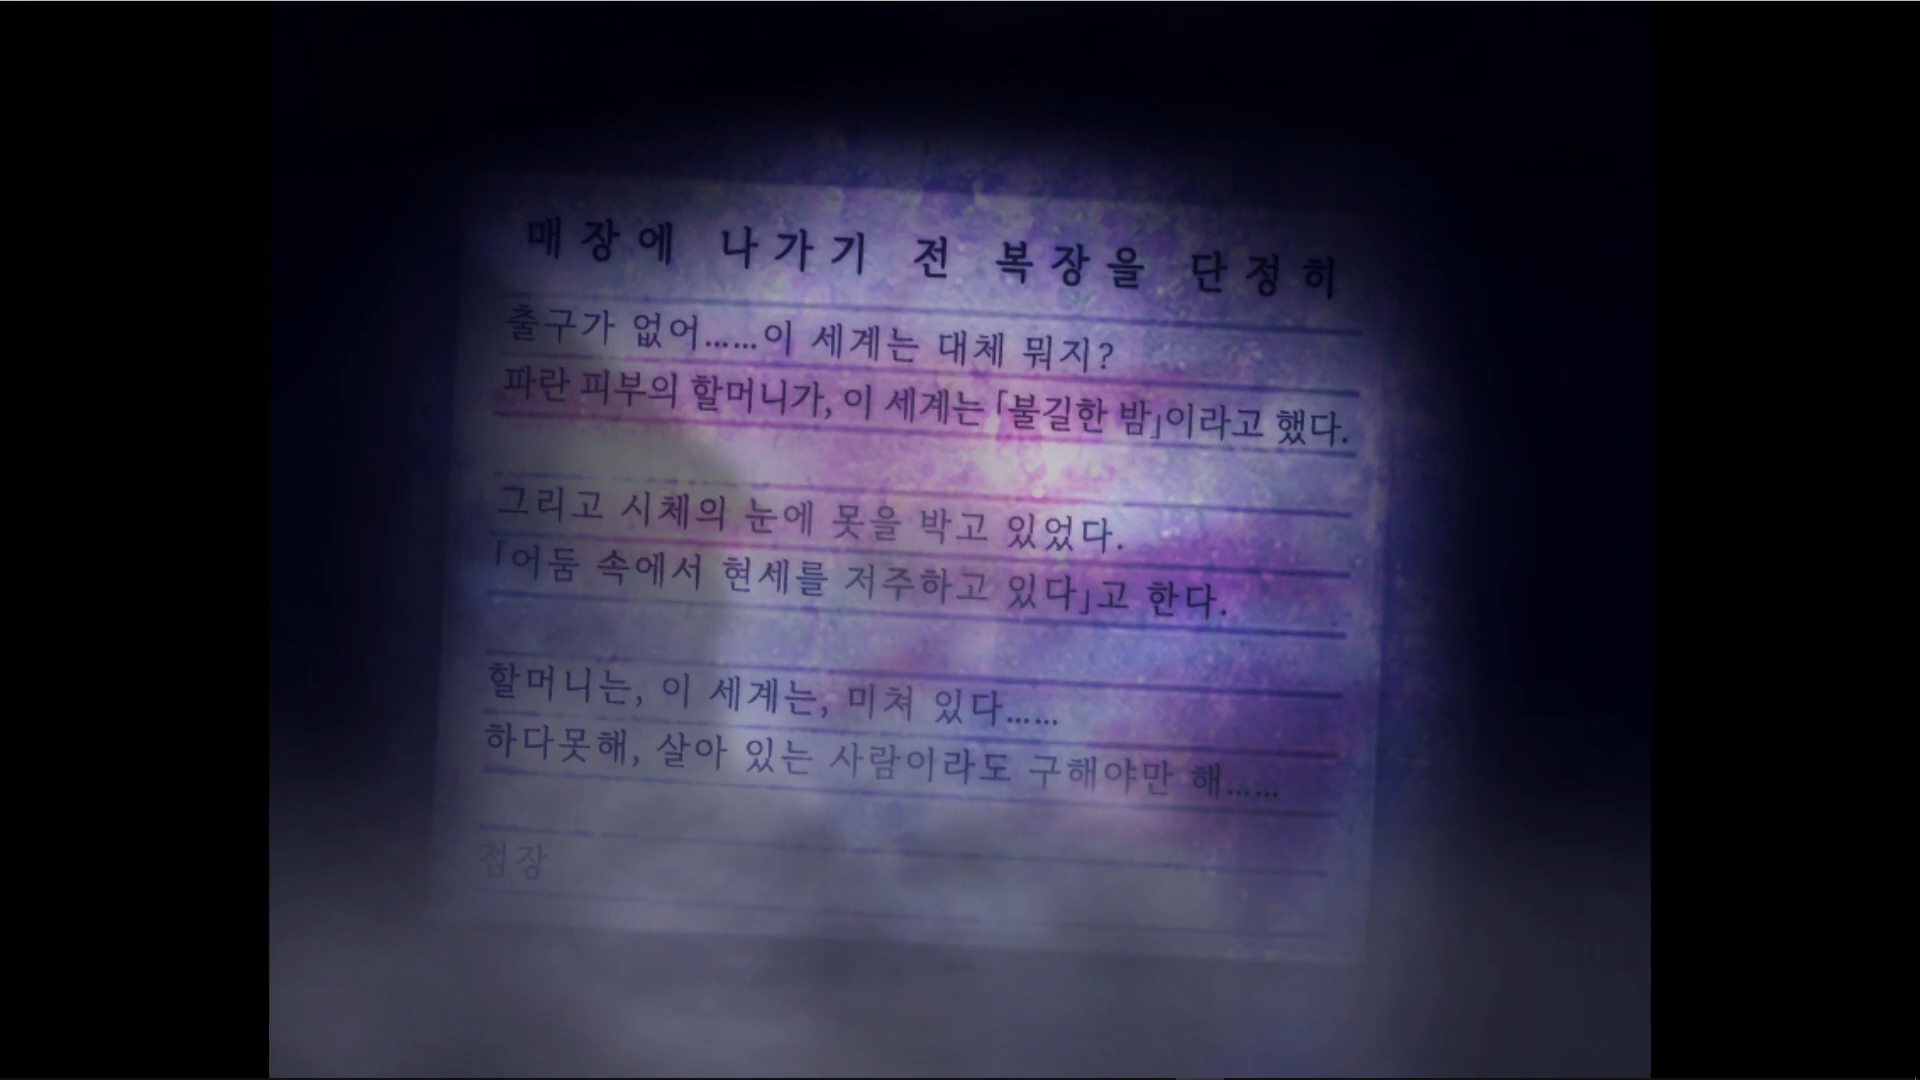 매장에 나가기 전 복장을 단정히
출구가 없어……이 세계는 대체 뭐지?
파란 피부의 할머니가, 이 세계는 「불길한 밤」이라고 했다.
그리고 시체의 눈에 못을 박고 있었다.
「어둠 속에서 현세를 저주하고 있다」고 한다.
할머니는, 이 세계는, 미쳐 있다……
하다못해, 살아 있는 사람이라도 구해야만 해……
점장